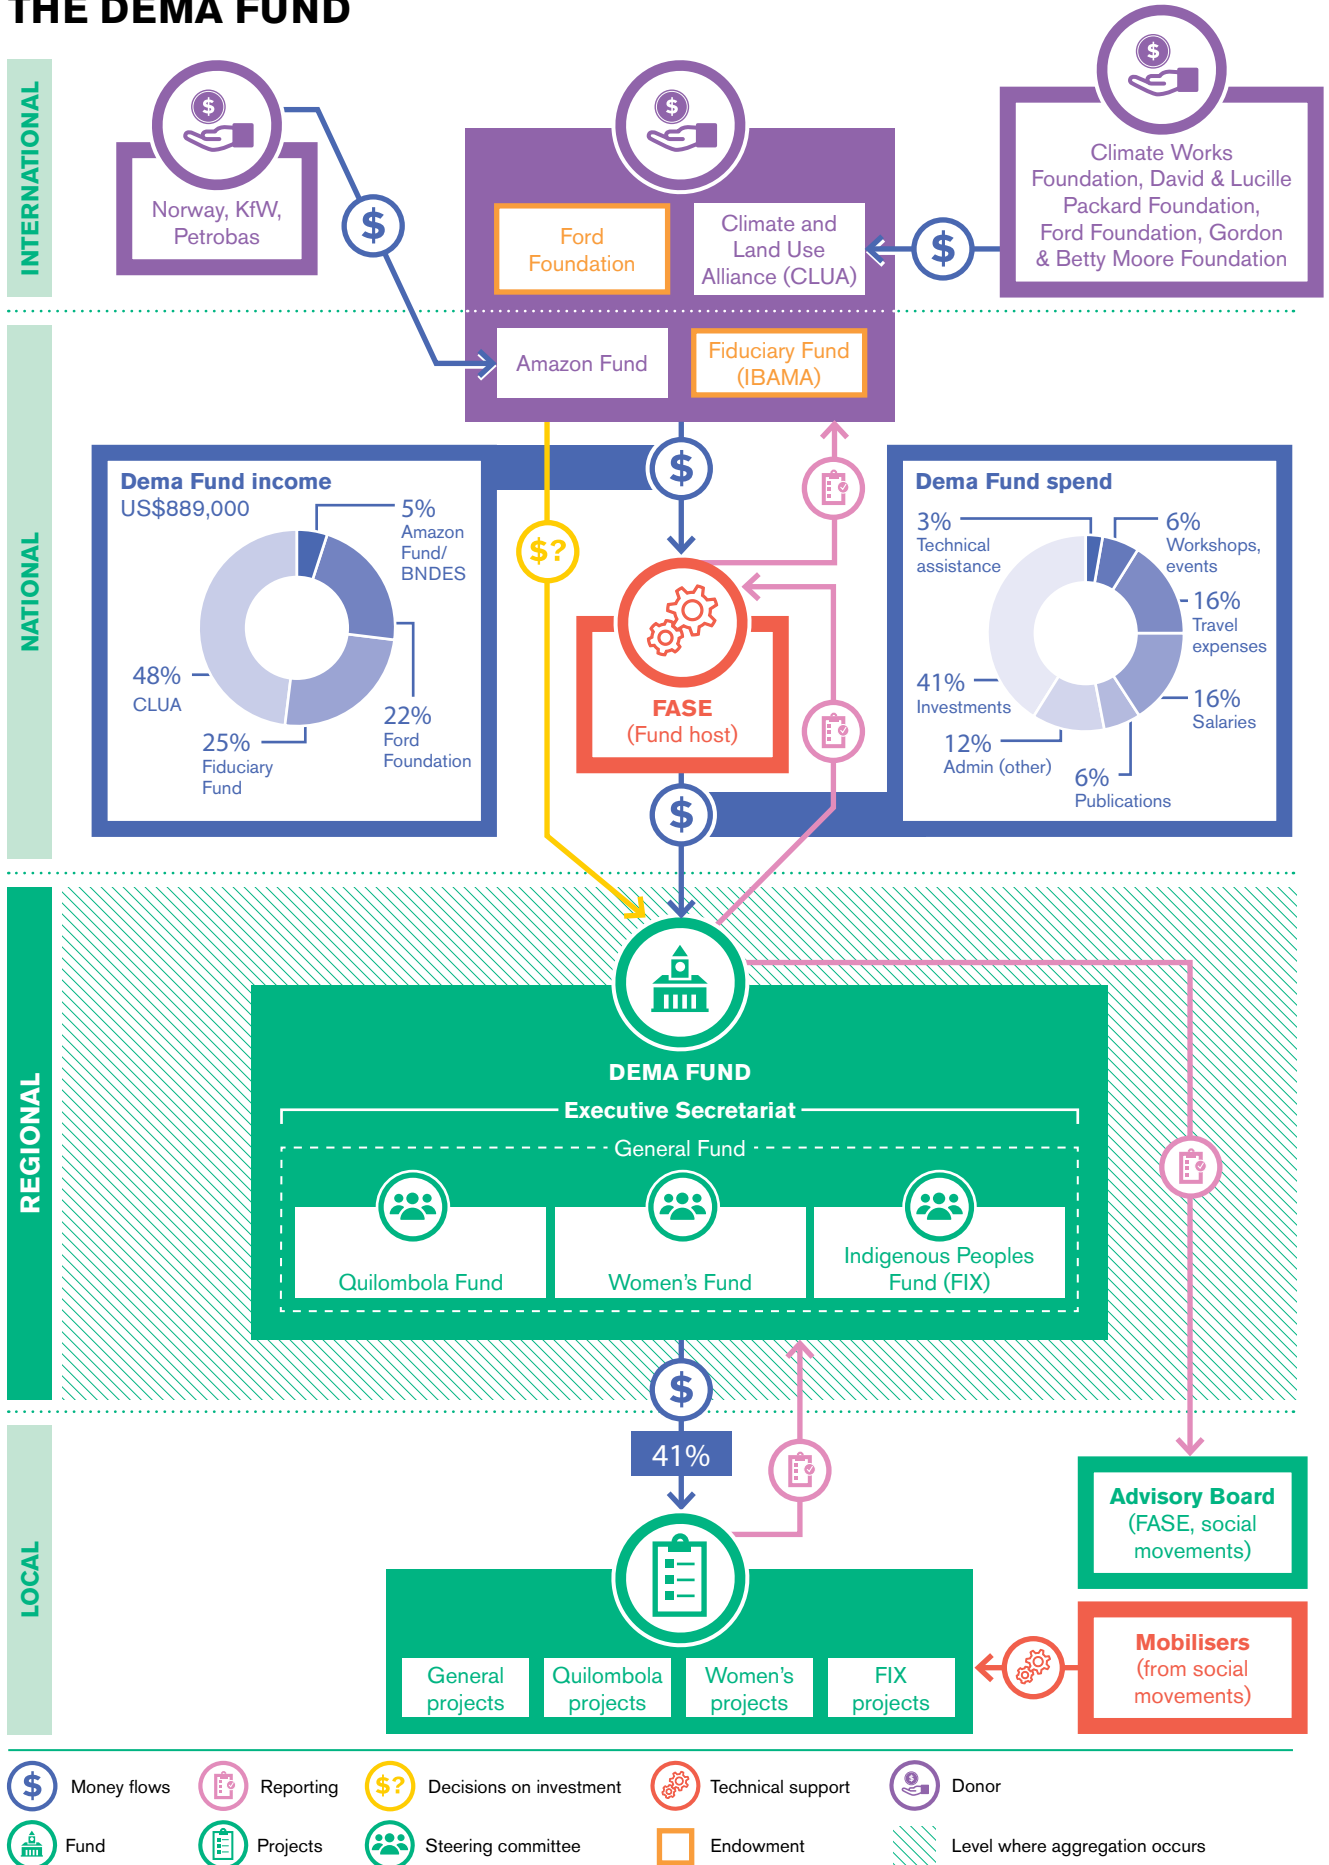 THE DEMA FUND
INTERNATIONAL
Norway, KfW,
Petrobas
$
$
$
Ford
Foundation
Climate and
Land Use
Alliance (CLUA)
$
$
Climate Works
Foundation, David & Lucille
Packard Foundation,
Ford Foundation, Gordon
& Betty Moore Foundation
NATIONAL
Amazon Fund
Fiduciary Fund
(IBAMA)
Dema Fund income
US$889,000
5%
Amazon
Fund/
BNDES
48%
CLUA
25%
Fiduciary
Fund
22%
Ford
Foundation
$
$?
FASE
(Fund host)
$
Dema Fund spend
3%
Technical
assistance
6%
Workshops,
events
16%
Travel
expenses
41%
Investments
16%
Salaries
12%
Admin (other)
6%
Publications
REGIONAL
DEMA FUND
Executive Secretariat
General Fund
Quilombola Fund
Women's Fund
Indigenous Peoples
Fund (FIX)
$
LOCAL
41%
Advisory Board
(FASE, social
movements)
General
projects
Quilombola
projects
Women's
projects
FIX
projects
Mobilisers
(from social
movements)
$ Money flows
Reporting
$? Decisions on investment
Technical support
$ Donor
Fund
Projects
Steering committee
Endowment
Level where aggregation occurs